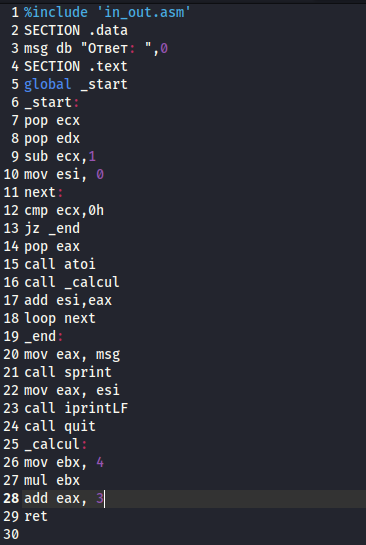 1 %include 'in_out.asm'
2 SECTION .data
3 msg db "Ответ: ",0
4 SECTION .text
5 global _start
6 _start:
7 pop ecx
8 pop edx
9 sub ecx,1
10 mov esi, 0
11 next:
12 cmp ecx,0h
13 jz _end
14 pop eax
15 call atoi
16 call _calcul
17 add esi,eax
18 loop next
19 _end:
20 mov eax, msg
21 call sprint
22 mov eax, esi
23 call iprintLF
24 call quit
25 _calcul:
26 mov ebx, 4
27 mul ebx
28 add eax, 3
29 ret
30